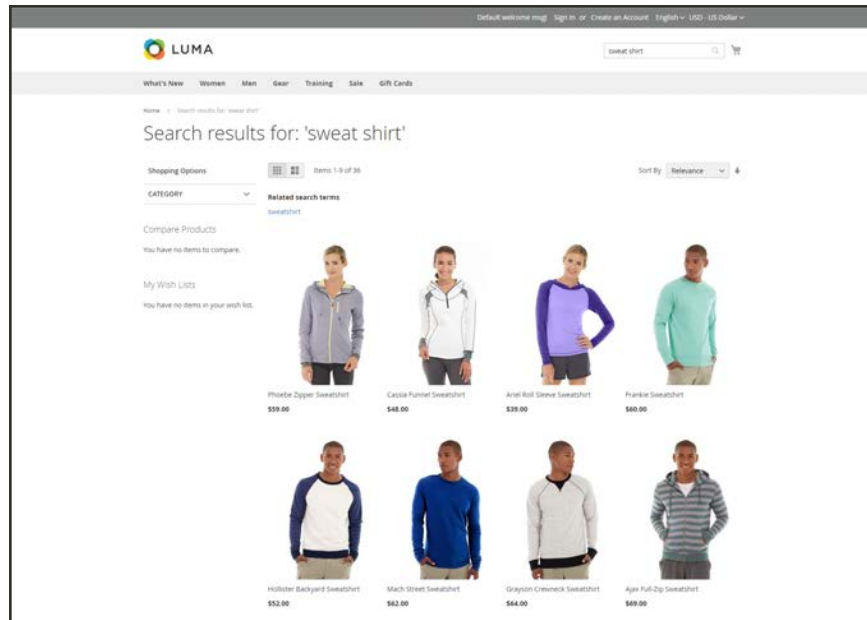 Default welcome msg! Sign In or Create an Account English USD - US Dollar
LUMA
sweat shirt
What's New Women Men Gear Training Sale Gift Cards
Home > Search results for: 'sweat shirt'
Search results for: 'sweat shirt'
Shopping Options
Items 1-9 of 36
Sort By Relevance
CATEGORY
Related search terms
sweatshirt
Compare Products
You have no items to compare.
My Wish Lists
You have no items in your wish list.
Phoebe Zipper Sweatshirt Cassia Funnel Sweatshirt Ariel Roll Sleeve Sweatshirt Frankie Sweatshirt
$59.00 $48.00 $39.00 $60.00
Hollister Backyard Sweatshirt Mach Street Sweatshirt Grayson Crewneck Sweatshirt Ajax Full-Zip Sweatshirt
$52.00 $62.00 $64.00 $69.00